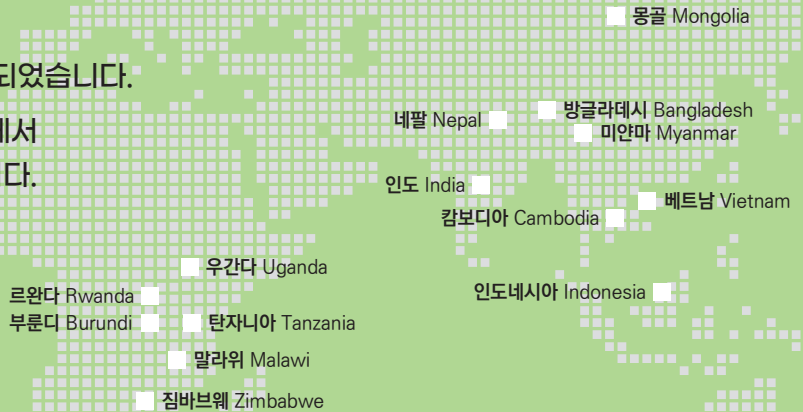 몽골 Mongolia
되었습니다.
방글라데시 Bangladesh
네팔 Nepal
에서
미얀마 Myanmar
니다.
인도 India
베트남 Vietnam
캄보디아 Cambodia
우간다 Uganda
르완다 Rwanda
인도네시아 Indonesia
부룬디 Burundi
탄자니아 Tanzania
말라위 Malawi
짐바브웨 Zimbabwe